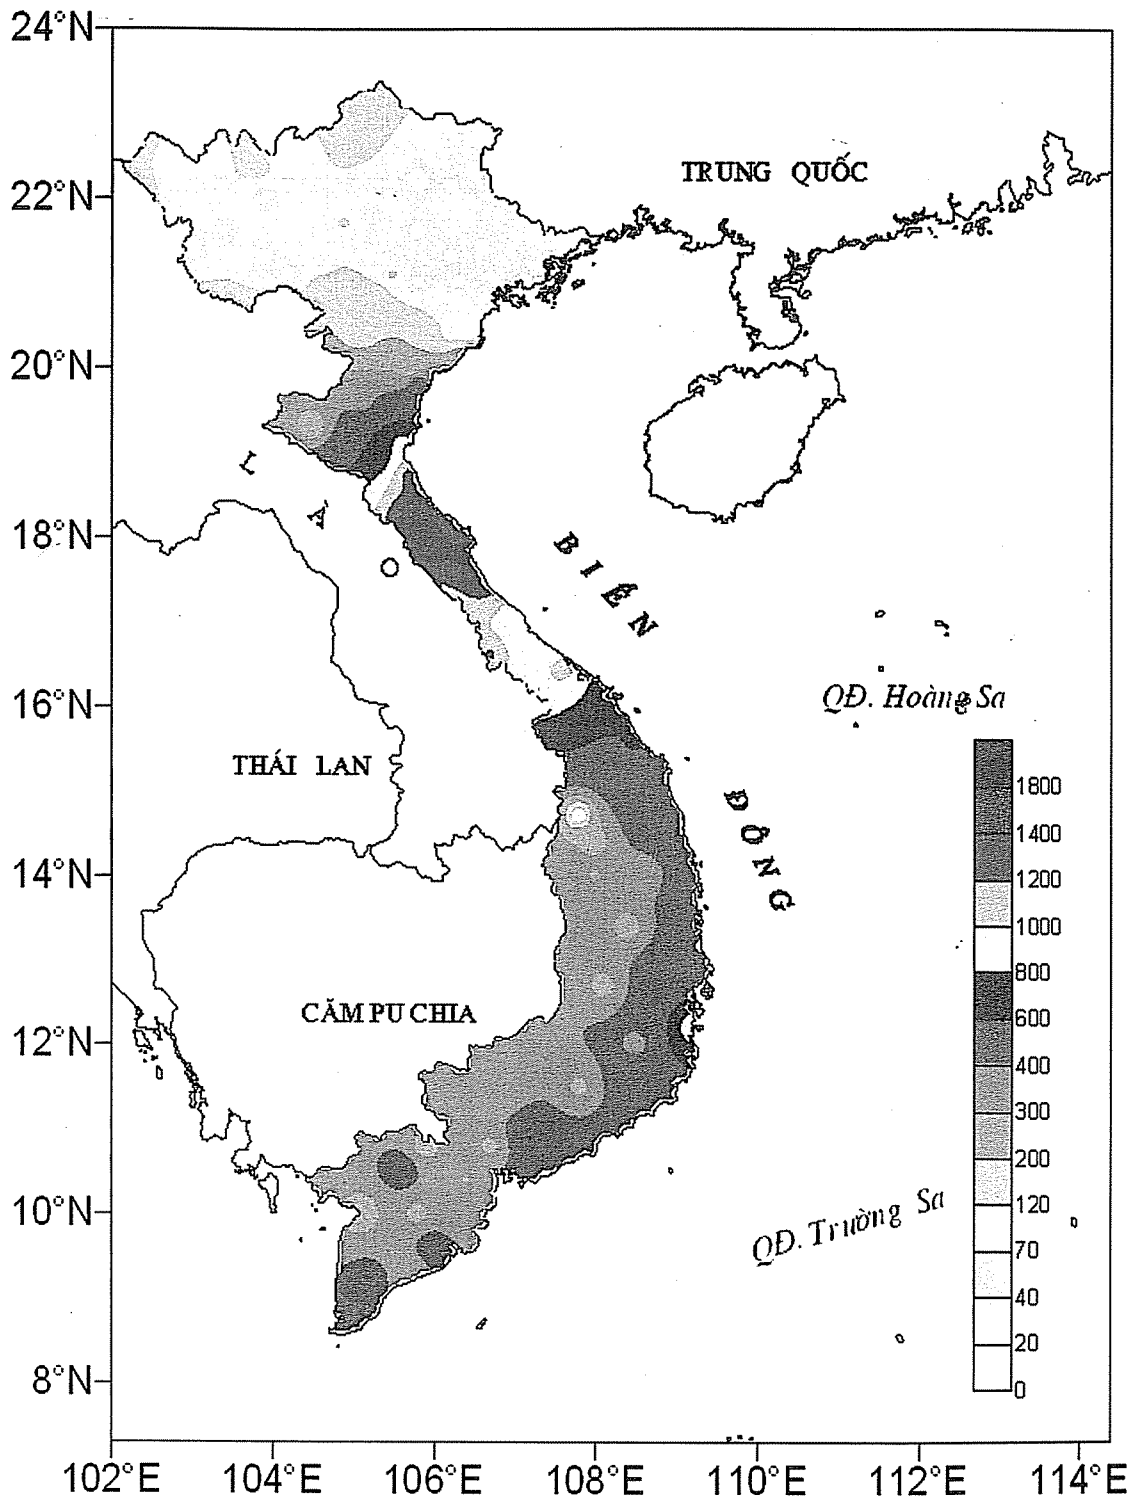 24°N
22°N
20°N
18°N
16°N
14°N
12°N
10°N
8°N
TRUNG QUỐC
L
A
O
BIỂN
QĐ. Hoàng Sa
THÁI LAN
ĐÔNG
CĂM PU CHIA
QĐ. Trường Sa
1800
1400
1200
1000
800
600
400
300
200
120
70
40
20
0
102°E 104°E 106°E 108°E 110°E 112°E 114°E